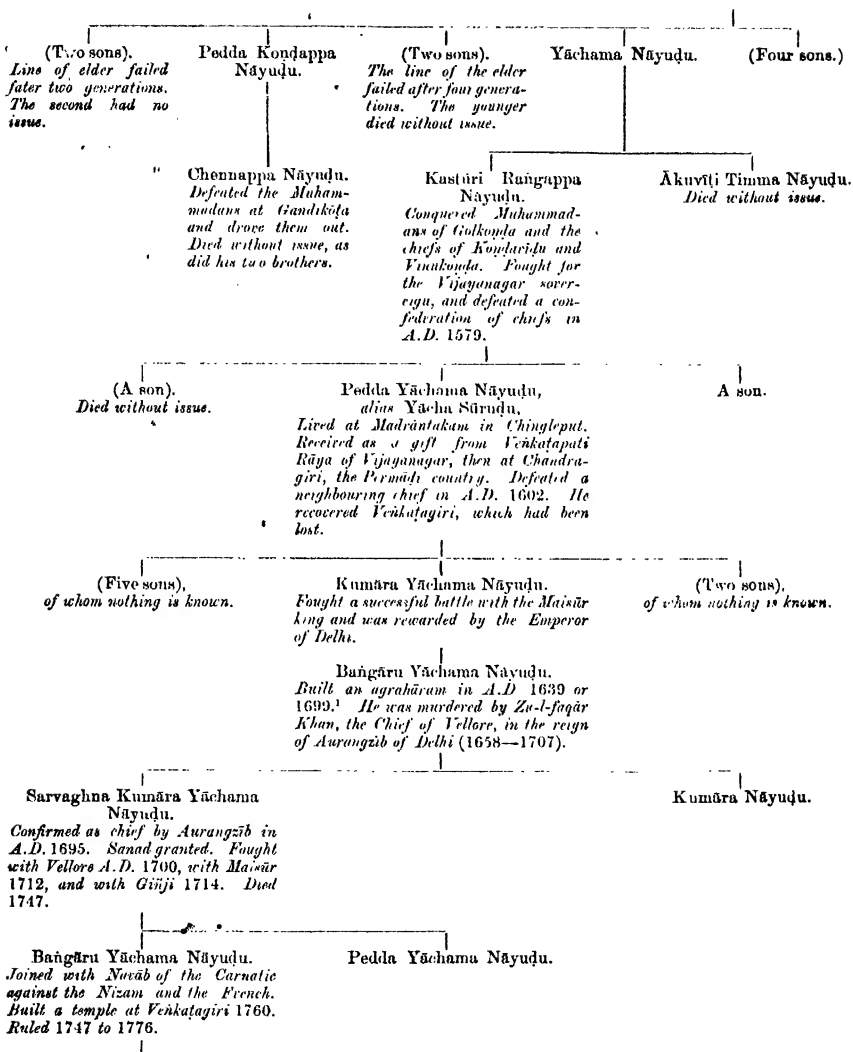 (Two sons).
Line of elder failed
fater two generations.
The second had no
issue.
Pedda Koṇḍappa
Nāyuḍu.
(Two sons).
The line of the elder
failed after four genera-
tions. The younger
died without issue.
Yāchama Nāyuḍu.
(Four sons.)
Chennappa Nāyuḍu.
Defeated the Muham-
madans at Gaṇḍikōṭa
and drove them out.
Died without issue, as
did his two brothers.
Kastūri Raṅgappa
Nāyuḍu.
Conquered Muhammad-
ans of Golkoṇḍa and the
chiefs of Koṇḍavīḍu and
Vinukoṇḍa. Fought for
the Vijayanagar sover-
eign, and defeated a con-
federation of chiefs in
A.D. 1579.
Ākuvīṭi Timma Nāyuḍu.
Died without issue.
(A son).
Died without issue.
Pedda Yāchama Nāyuḍu,
alias Yācha Sūruḍu,
Lived at Madrāntakam in Chingleput.
Received as a gift from Veṅkaṭapati
Rāya of Vijayanagar, then at Chandra-
giri, the Permāḍi country. Defeated a
neighbouring chief in A.D. 1602. He
recovered Veṅkaṭagiri, which had been
lost.
A son.
(Five sons),
of whom nothing is known.
Kumāra Yāchama Nāyuḍu.
Fought a successful battle with the Maisūr
king and was rewarded by the Emperor
of Delhi.
(Two sons),
of whom nothing is known.
Baṅgāru Yāchama Nāyuḍu.
Built an agrahāram in A.D 1639 or
1699.¹ He was murdered by Zu-l-faqār
Khan, the Chief of Vellore, in the reign
of Aurangzīb of Delhi (1658—1707).
Sarvaghna Kumāra Yāchama
Nāyuḍu.
Confirmed as chief by Aurangzīb in
A.D. 1695. Sanad granted. Fought
with Vellore A.D. 1700, with Maisūr
1712, and with Giñji 1714. Died
1747.
Kumāra Nāyuḍu.
Baṅgāru Yāchama Nāyuḍu.
Joined with Navāb of the Carnatic
against the Nizam and the French.
Built a temple at Veṅkaṭagiri 1760.
Ruled 1747 to 1776.
Pedda Yāchama Nāyuḍu.